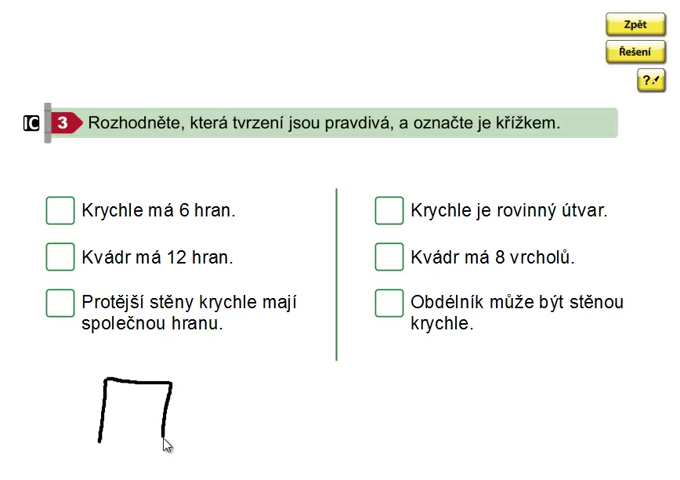 Zpět
Řešení
?
IC 3 Rozhodněte, která tvrzení jsou pravdivá, a označte je křížkem.
Krychle má 6 hran.
Kvádr má 12 hran.
Protější stěny krychle mají
společnou hranu.
Krychle je rovinný útvar.
Kvádr má 8 vrcholů.
Obdélník může být stěnou
krychle.